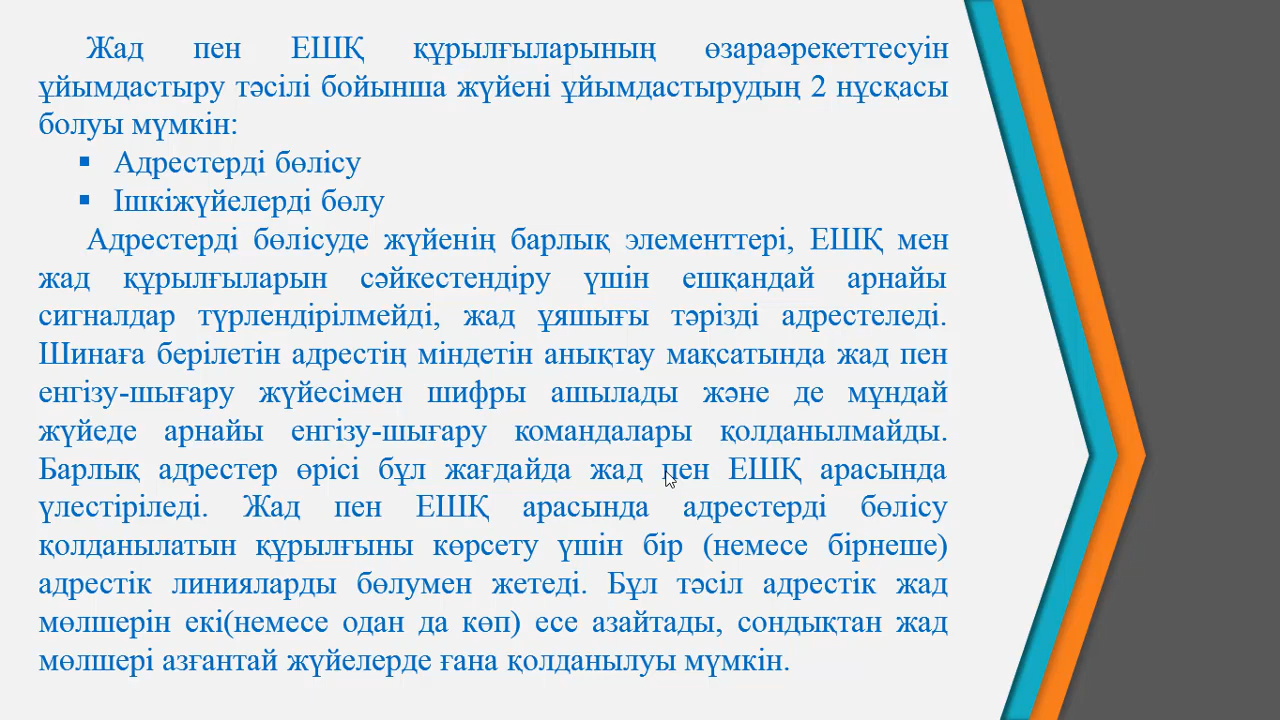 Жад пен ЕШҚ құрылғыларының өзараәрекеттесуін
ұйымдастыру тәсілі бойынша жүйені ұйымдастырудың 2 нұсқасы
болуы мүмкін:
▪ Адрестерді бөлісу
▪ Ішкіжүйелерді бөлу
Адрестерді бөлісуде жүйенің барлық элементтері, ЕШҚ мен
жад құрылғыларын сәйкестендіру үшін ешқандай арнайы
сигналдар түрлендірілмейді, жад ұяшығы тәрізді адрестеледі.
Шинаға берілетін адрестің міндетін анықтау мақсатында жад пен
енгізу-шығару жүйесімен шифры ашылады және де мұндай
жүйеде арнайы енгізу-шығару командалары қолданылмайды.
Барлық адрестер өрісі бұл жағдайда жад пен ЕШҚ арасында
үлестіріледі. Жад пен ЕШҚ арасында адрестерді бөлісу
қолданылатын құрылғыны көрсету үшін бір (немесе бірнеше)
адрестік линияларды бөлумен жетеді. Бұл тәсіл адрестік жад
мөлшерін екі(немесе одан да көп) есе азайтады, сондықтан жад
мөлшері азғантай жүйелерде ғана қолданылуы мүмкін.